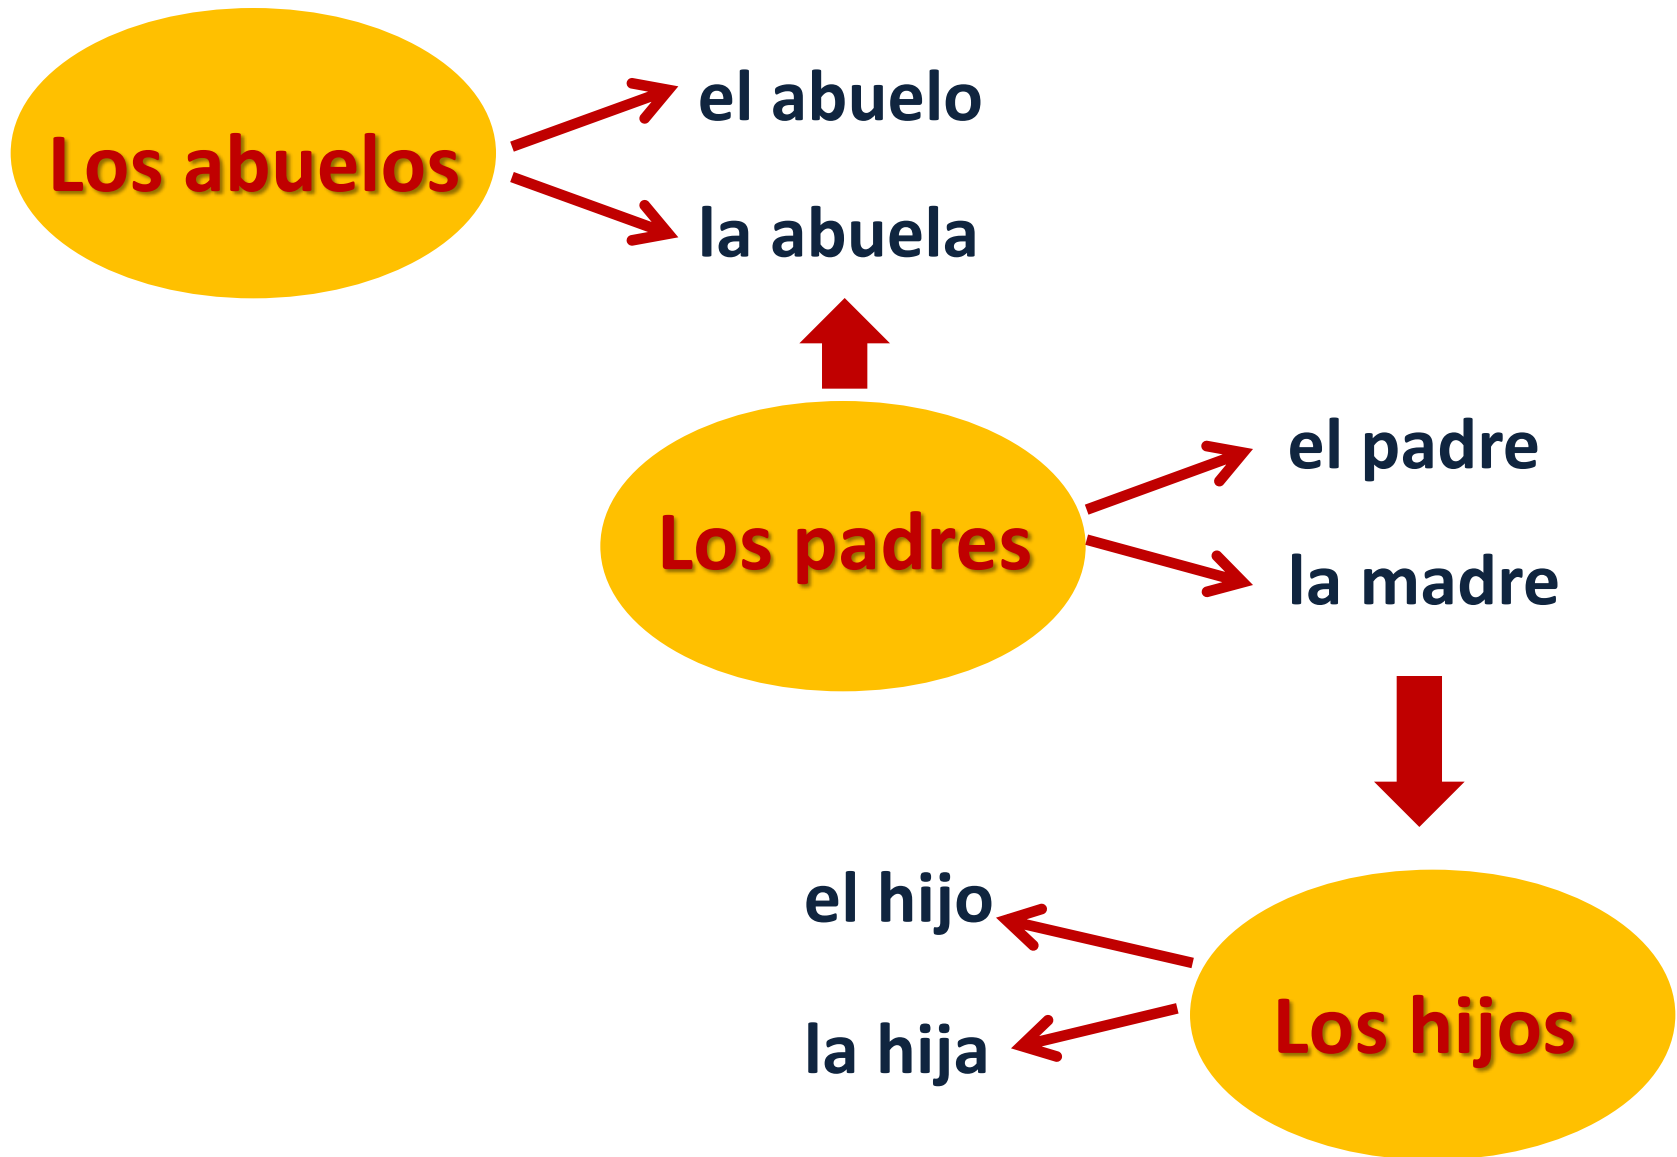 Los abuelos
el abuelo
la abuela
Los padres
el padre
la madre
el hijo
la hija
Los hijos